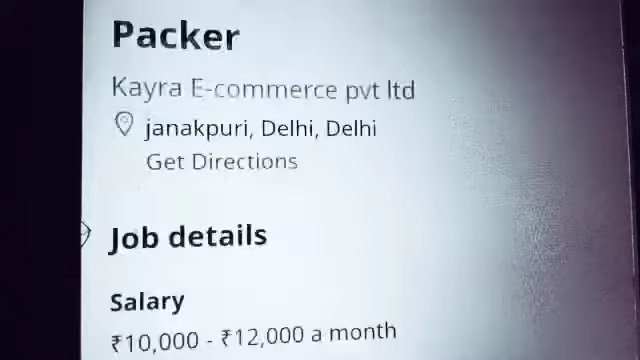 Packer
Kayra E-commerce pvt ltd
janakpuri, Delhi, Delhi
Get Directions
Job details
Salary
₹10,000 - ₹12,000 a month